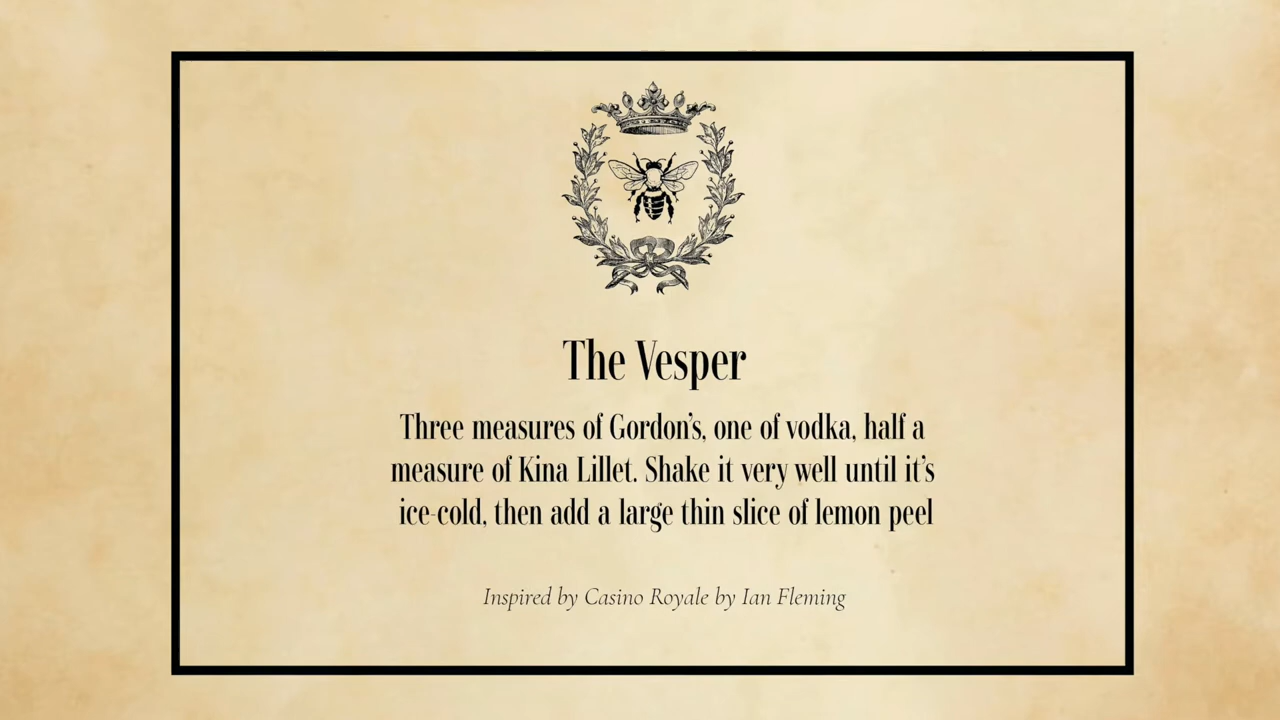 The Vesper
Three measures of Gordon's, one of vodka, half a
measure of Kina Lillet. Shake it very well until it's
ice-cold, then add a large thin slice of lemon peel
Inspired by Casino Royale by Ian Fleming